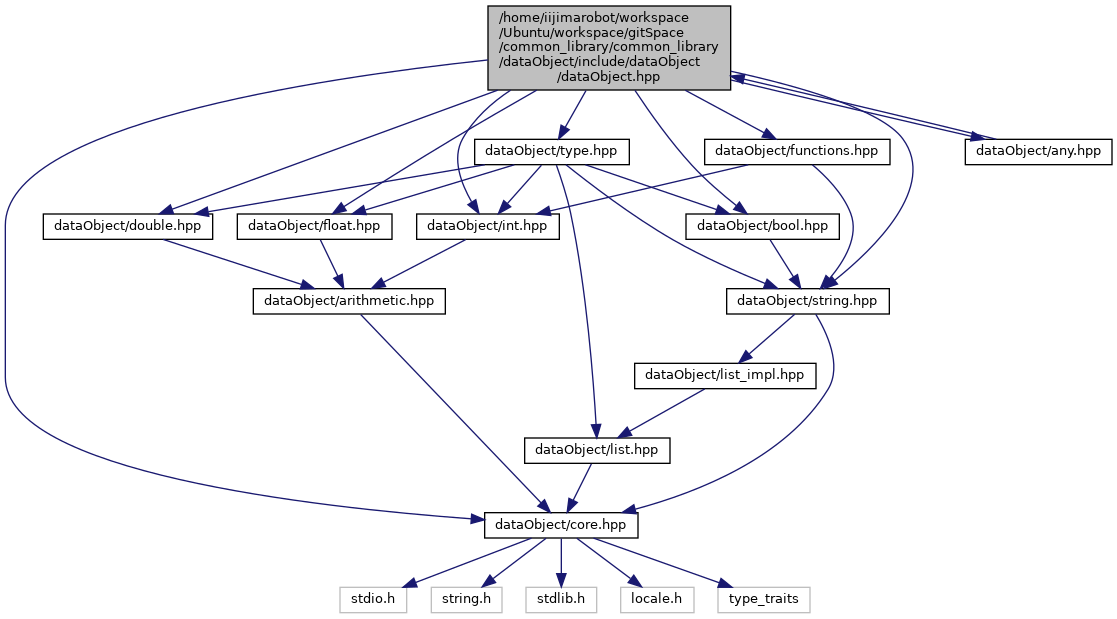 /home/iijimarobot/workspace
/Ubuntu/workspace/gitSpace
/common_library/common_library
/dataObject/include/dataObject
/dataObject.hpp
dataObject/type.hpp
dataObject/functions.hpp
dataObject/any.hpp
dataObject/double.hpp
dataObject/float.hpp
dataObject/int.hpp
dataObject/bool.hpp
dataObject/arithmetic.hpp
dataObject/string.hpp
dataObject/list_impl.hpp
dataObject/list.hpp
dataObject/core.hpp
stdio.h
string.h
stdlib.h
locale.h
type_traits